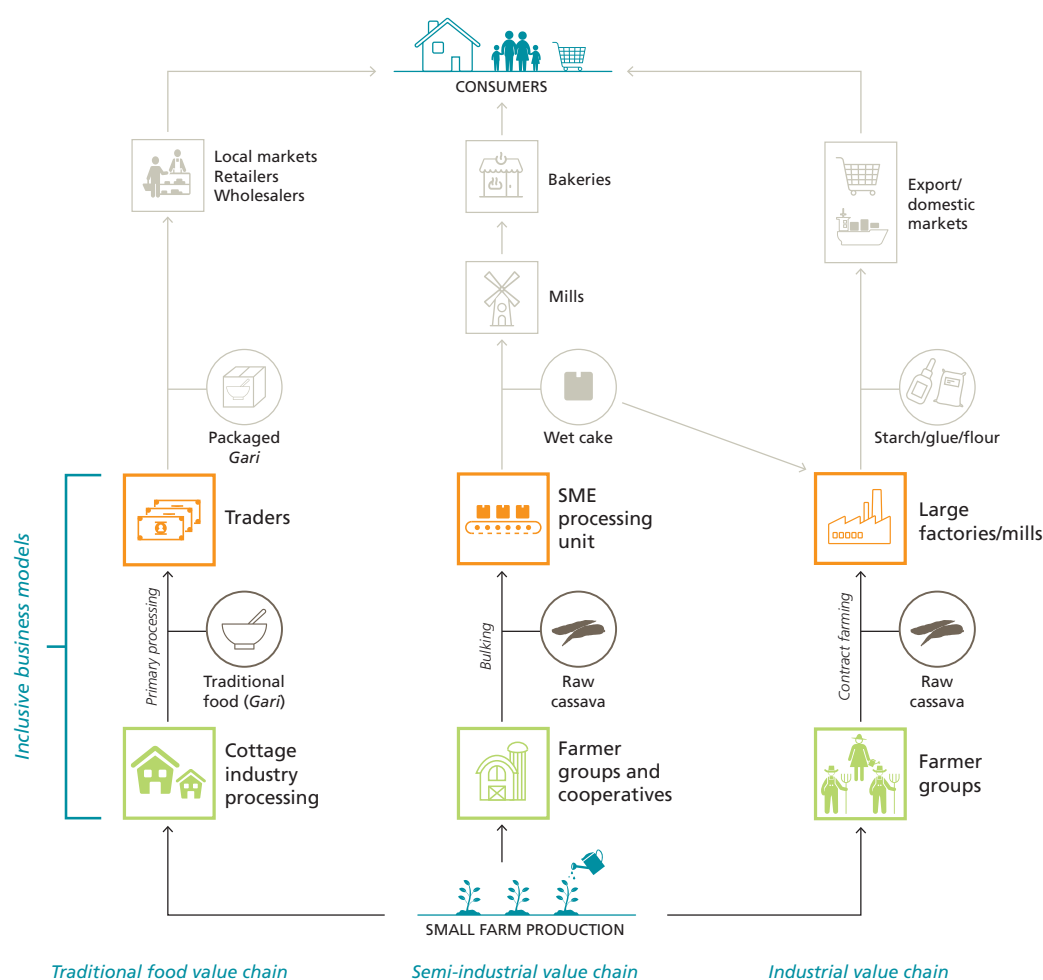 CONSUMERS
Local markets
Retailers
Wholesalers
Bakeries
Export/
domestic
markets
Mills
Packaged
Gari
Wet cake
Starch/glue/flour
Inclusive business models
Traders
SME
processing
unit
Large
factories/mills
Primary processing
Traditional
food (Gari)
Bulking
Raw
cassava
Contract farming
Raw
cassava
Cottage
industry
processing
Farmer
groups and
cooperatives
Farmer
groups
SMALL FARM PRODUCTION
Traditional food value chain
Semi-industrial value chain
Industrial value chain